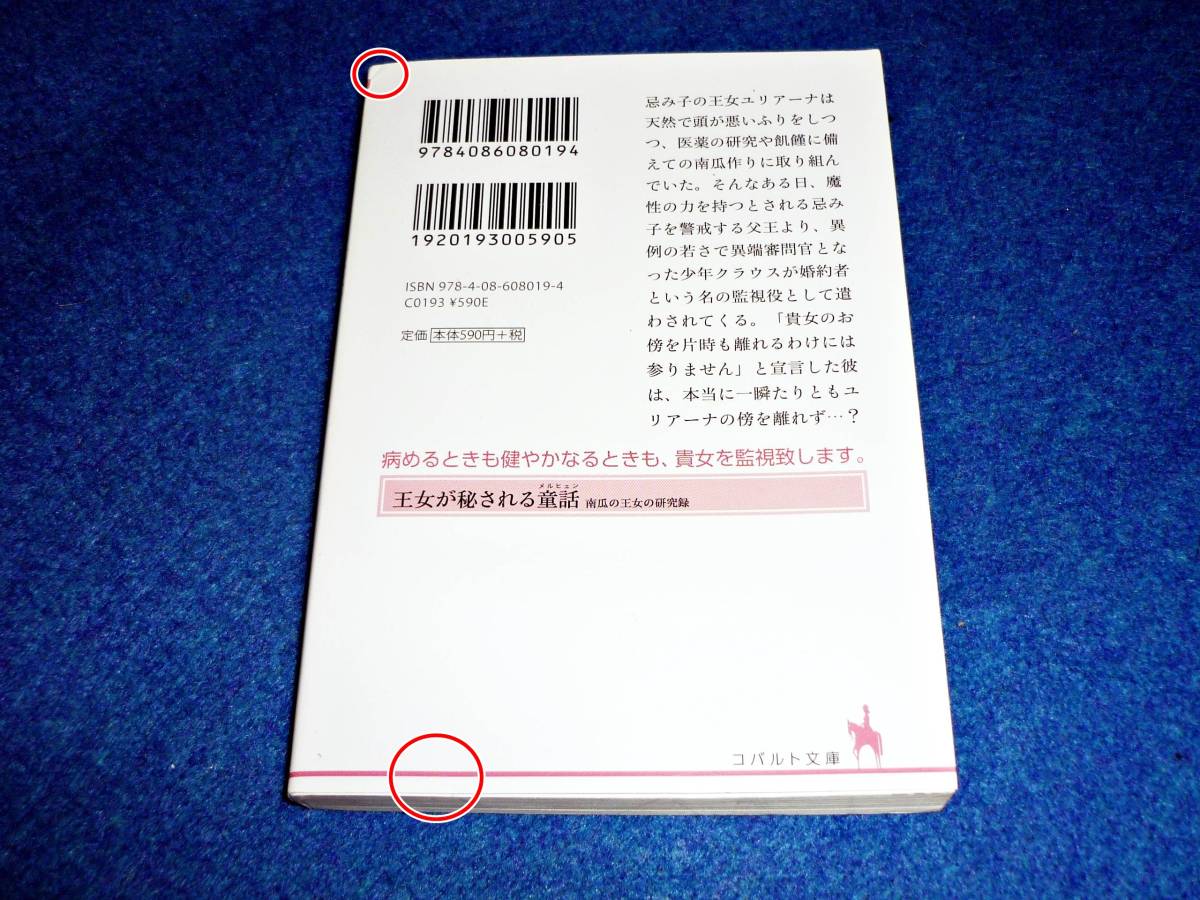 9784086080194
1920193005905
ISBN 978-4-08-608019-4
C0193 ¥590E
定価 本体590円+税
忌み子の王女ユリアーナは
天然で頭が悪いふりをしつ
つ、医薬の研究や飢饉に備
えての南瓜作りに取り組ん
でいた。そんなある日、魔
性の力を持つとされる忌み
子を警戒する父王より、異
例の若さで異端審問官とな
った少年クラウスが婚約者
という名の監視役として遣
わされてくる。「貴女のお
傍を片時も離れるわけには
参りません」と宣言した彼
は、本当に一瞬たりともユ
リアーナの傍を離れず…?
病めるときも健やかなるときも、貴女を監視致します。
メルヒェン
王女が秘される童話 南瓜の王女の研究録
コバルト文庫